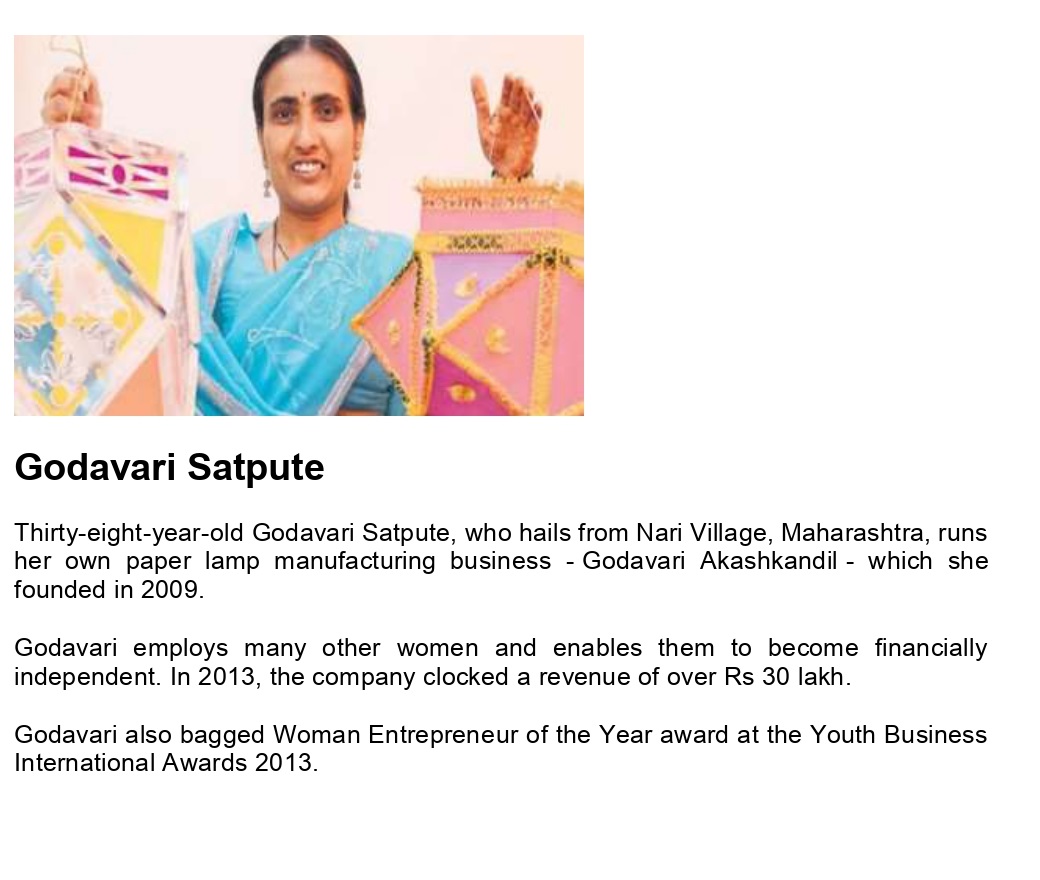 Godavari Satpute
Thirty-eight-year-old Godavari Satpute, who hails from Nari Village, Maharashtra, runs
her own paper lamp manufacturing business - Godavari Akashkandil - which she
founded in 2009.
Godavari employs many other women and enables them to become financially
independent. In 2013, the company clocked a revenue of over Rs 30 lakh.
Godavari also bagged Woman Entrepreneur of the Year award at the Youth Business
International Awards 2013.